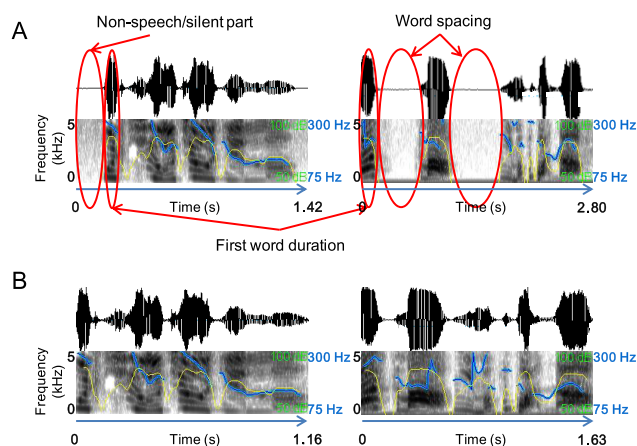 Non-speech/silent part
Word spacing
A
5
100 dB 300 Hz
5
100 dB 300 Hz
Frequency
(kHz)
0
50 dB 75 Hz
0
50 dB 75 Hz
0
Time (s)
1.42
0
Time (s)
2.80
First word duration
B
5
100 dB 300 Hz
5
100 dB 300 Hz
Frequency
(kHz)
0
50 dB 75 Hz
0
50 dB 75 Hz
0
Time (s)
1.16
0
Time (s)
1.63